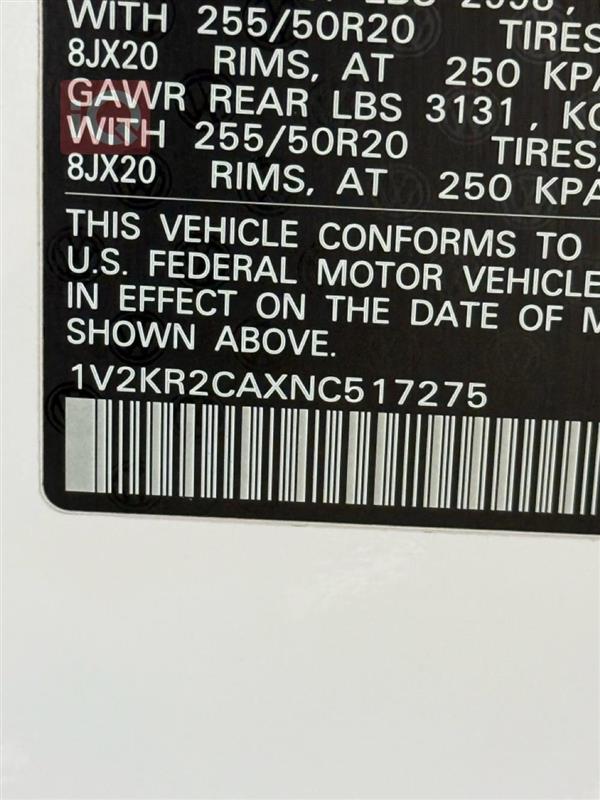 WITH 255/50R20 TIRES
8JX20 RIMS, AT 250 KPA
GAWR REAR LBS 3131, KG
WITH 255/50R20 TIRES,
8JX20 RIMS, AT 250 KPA
THIS VEHICLE CONFORMS TO
U.S. FEDERAL MOTOR VEHICLE
IN EFFECT ON THE DATE OF M
SHOWN ABOVE.
1V2KR2CAXNC517275